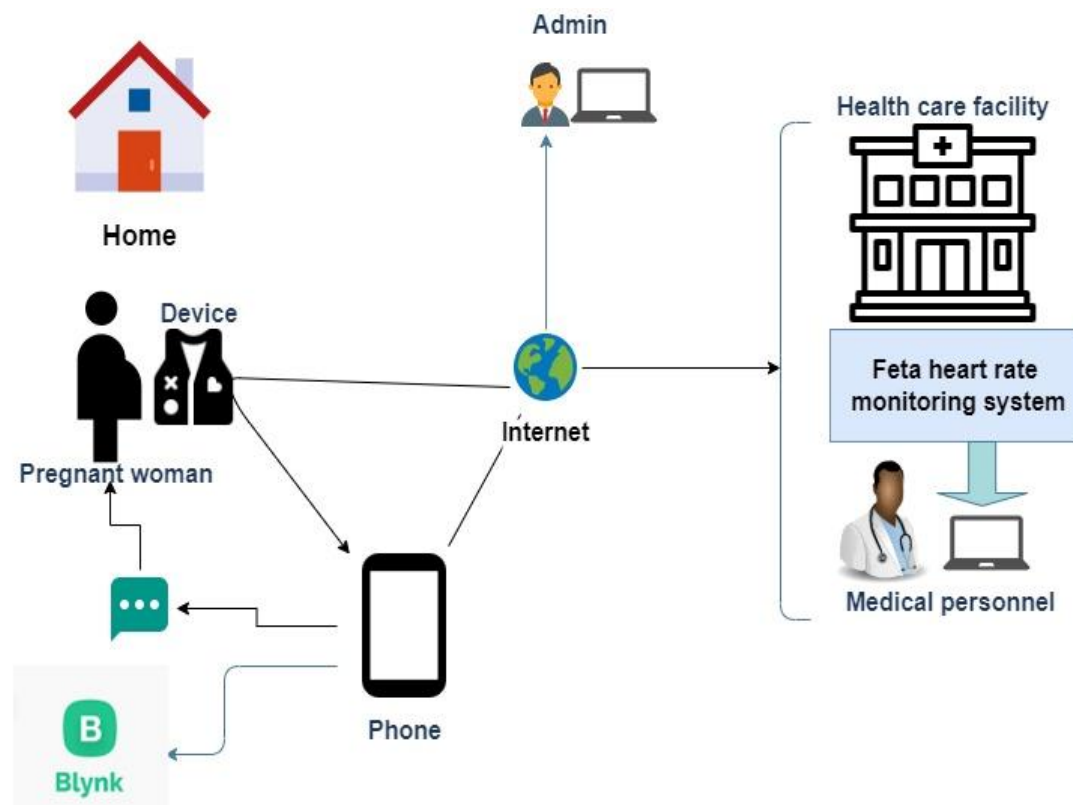 Admin
Health care facility
Home
Device
Feta heart rate
monitoring system
Internet
Pregnant woman
Medical personnel
Phone
B
Blynk